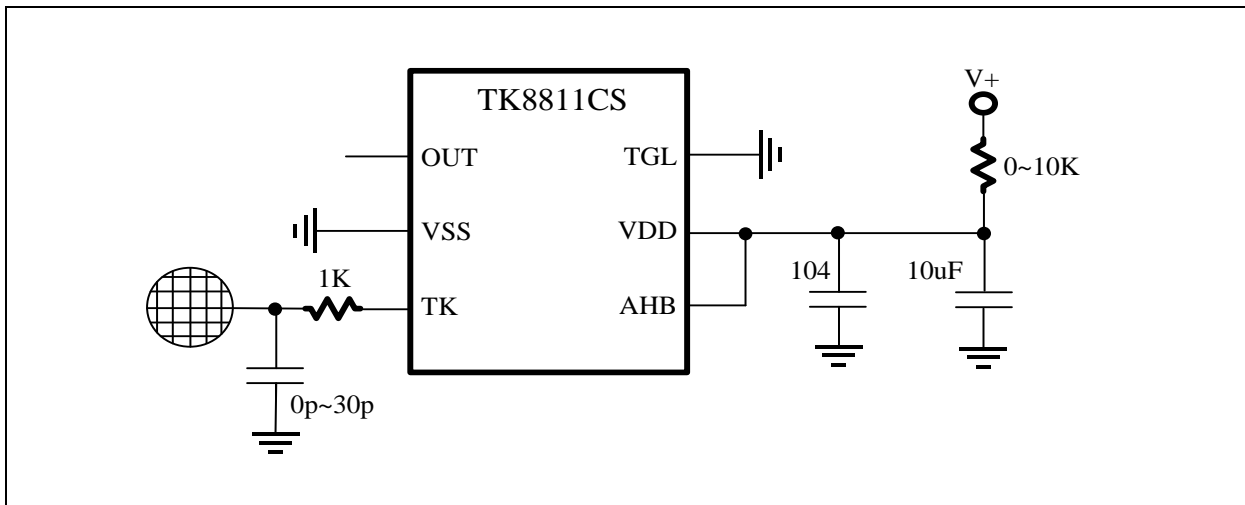 TK8811CS
V+
OUT
TGL
0~10K
VSS
VDD
1K
104
10uF
TK
AHB
0p~30p